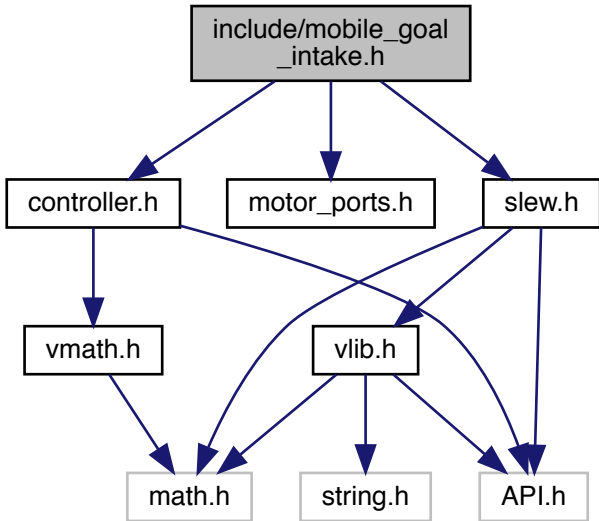 include/mobile_goal
_intake.h
controller.h
motor_ports.h
slew.h
vmath.h
vlib.h
math.h
string.h
API.h